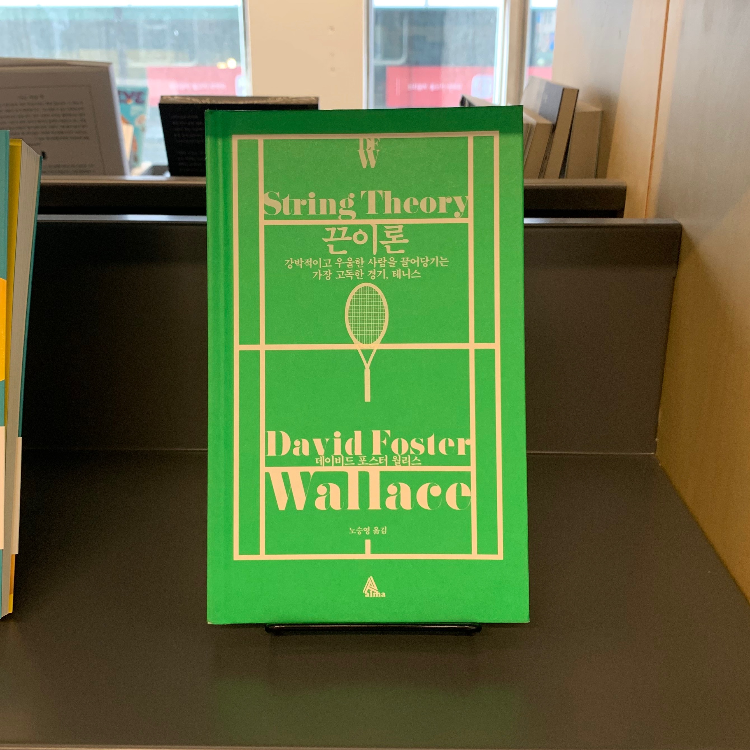 DFW
String Theory
끈이론
강박적이고 우울한 사람을 끌어당기는
가장 고독한 경기, 테니스
David Foster
데이비드 포스터 월리스
Wallace
노승영 옮김
alma